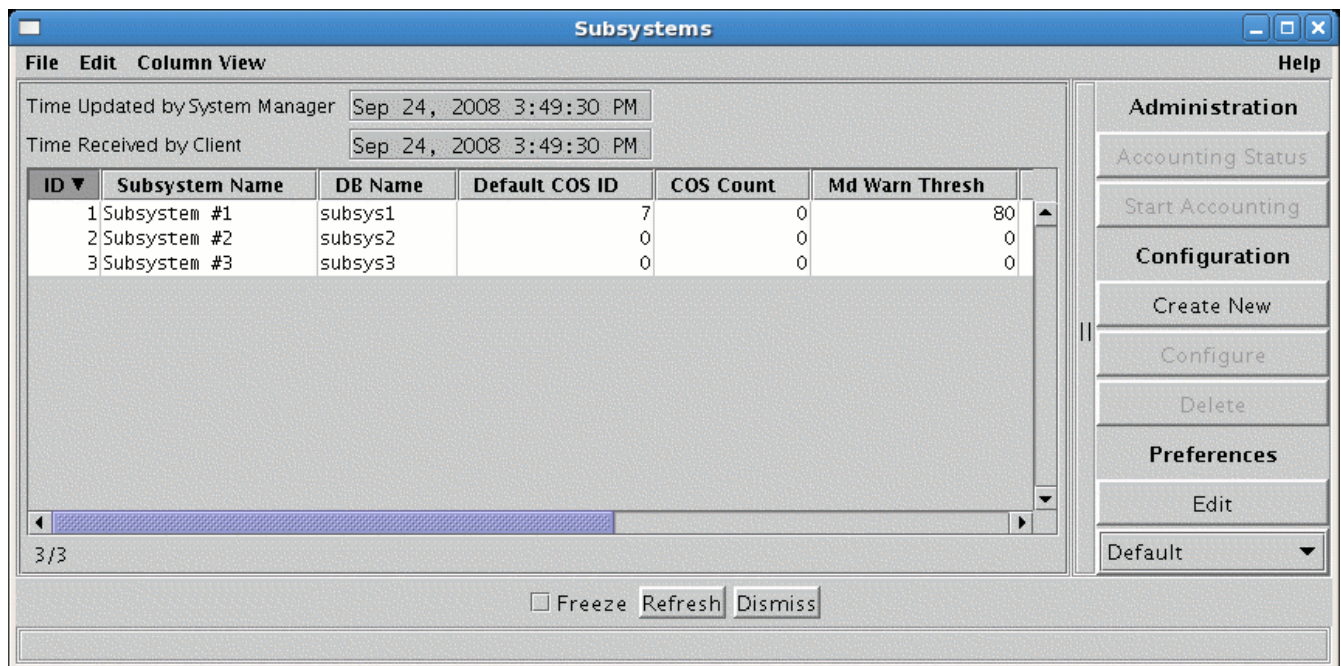 Subsystems
File Edit Column View Help
Time Updated by System Manager Sep 24, 2008 3:49:30 PM
Time Received by Client Sep 24, 2008 3:49:30 PM
ID Subsystem Name DB Name Default COS ID COS Count Md Warn Thresh
1 Subsystem #1 subsys1 7 0 80
2 Subsystem #2 subsys2 0 0 0
3 Subsystem #3 subsys3 0 0 0
3/3
Administration
Accounting Status
Start Accounting
Configuration
Create New
Configure
Delete
Preferences
Edit
Default
Freeze Refresh Dismiss